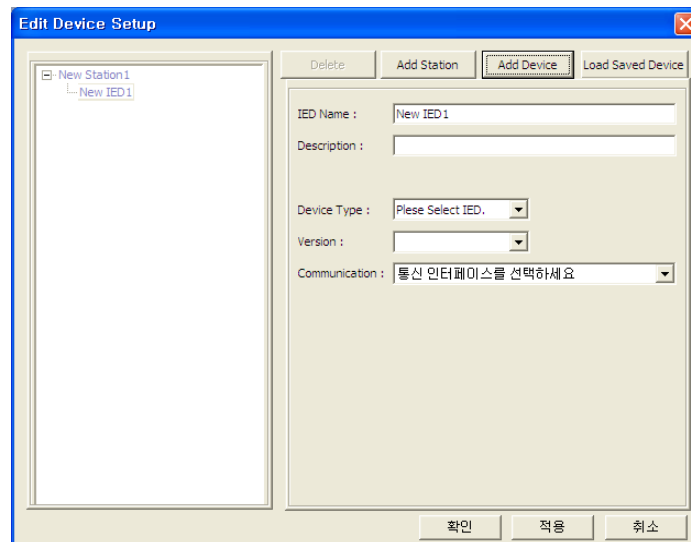 Edit Device Setup
New Station1
New IED1
Delete
Add Station
Add Device
Load Saved Device
IED Name :
New IED1
Description :
Device Type :
Plese Select IED.
Version :
Communication :
통신 인터페이스를 선택하세요
확인
적용
취소